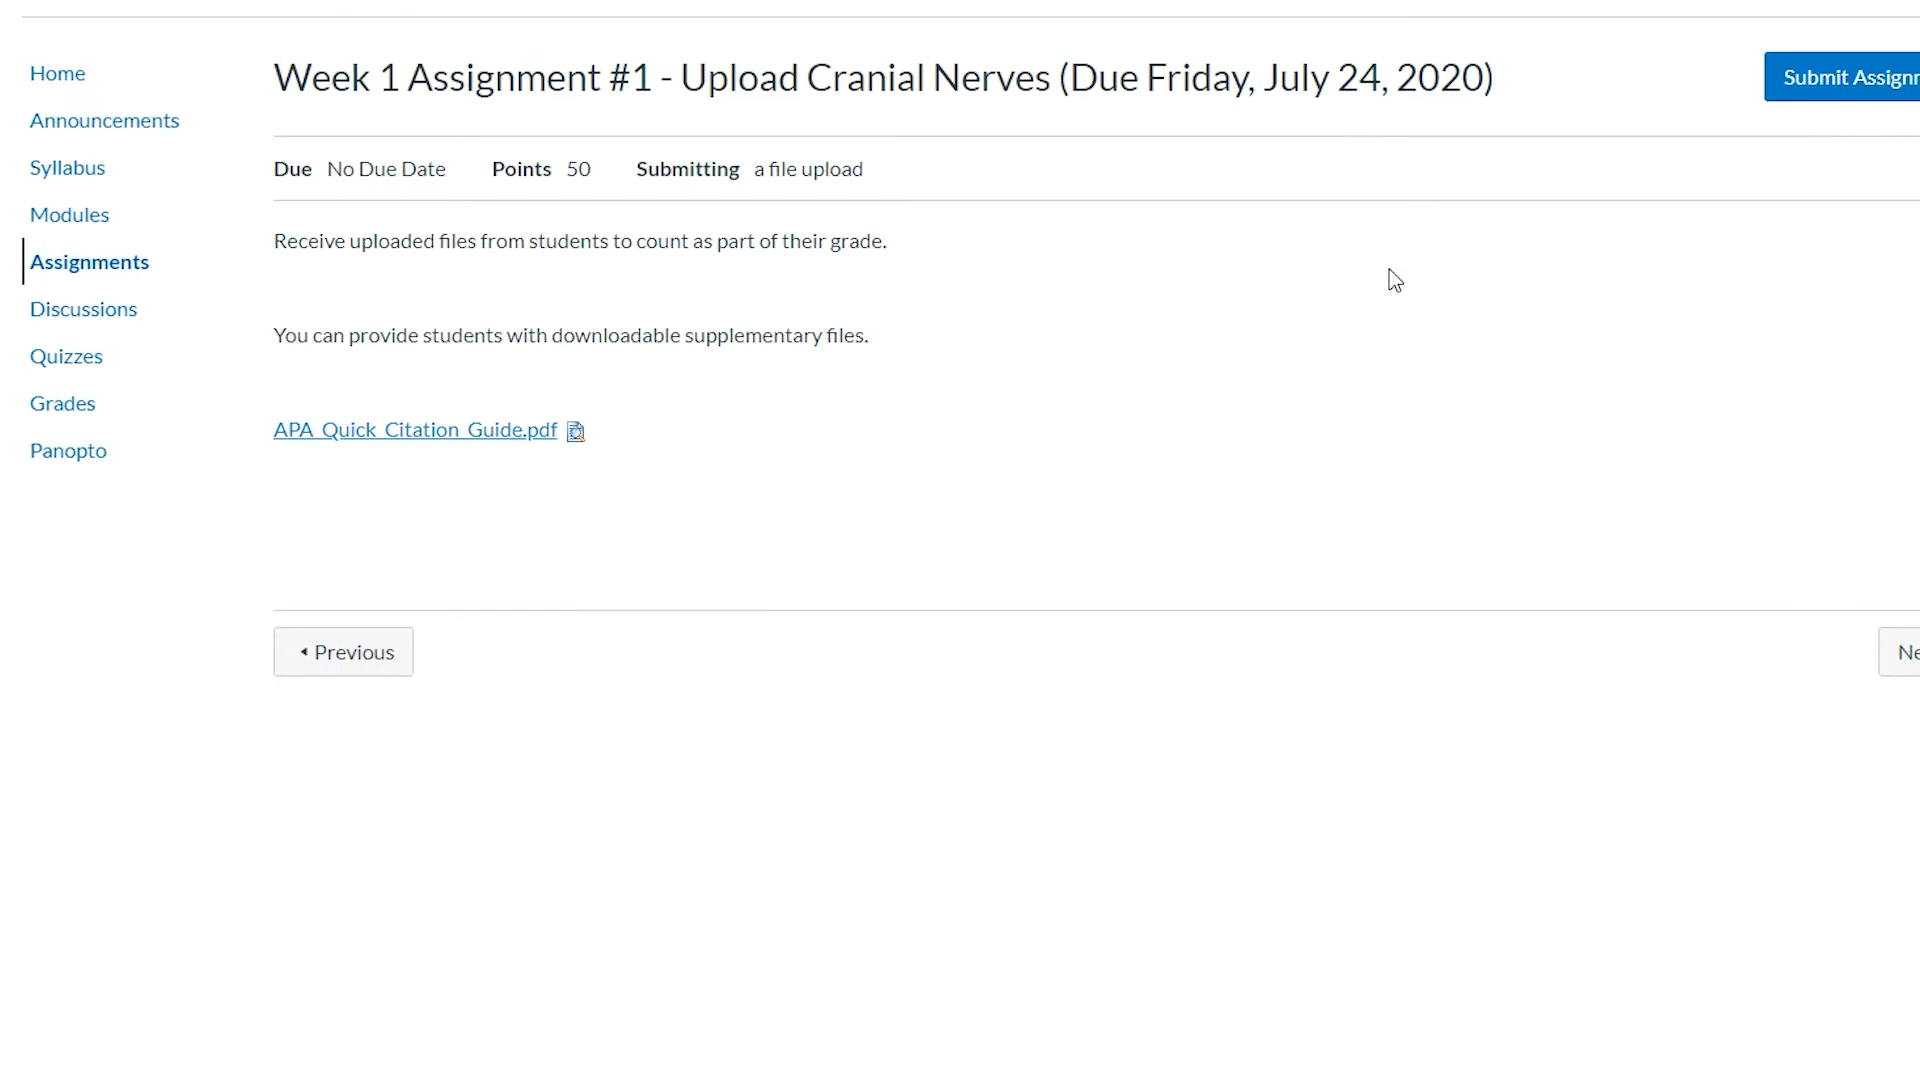 Home
Announcements
Syllabus
Modules
Assignments
Discussions
Quizzes
Grades
Panopto
Week 1 Assignment #1 - Upload Cranial Nerves (Due Friday, July 24, 2020)
Submit Assignm
Due No Due Date Points 50 Submitting a file upload
Receive uploaded files from students to count as part of their grade.
You can provide students with downloadable supplementary files.
APA_Quick_Citation_Guide.pdf
Previous
Ne